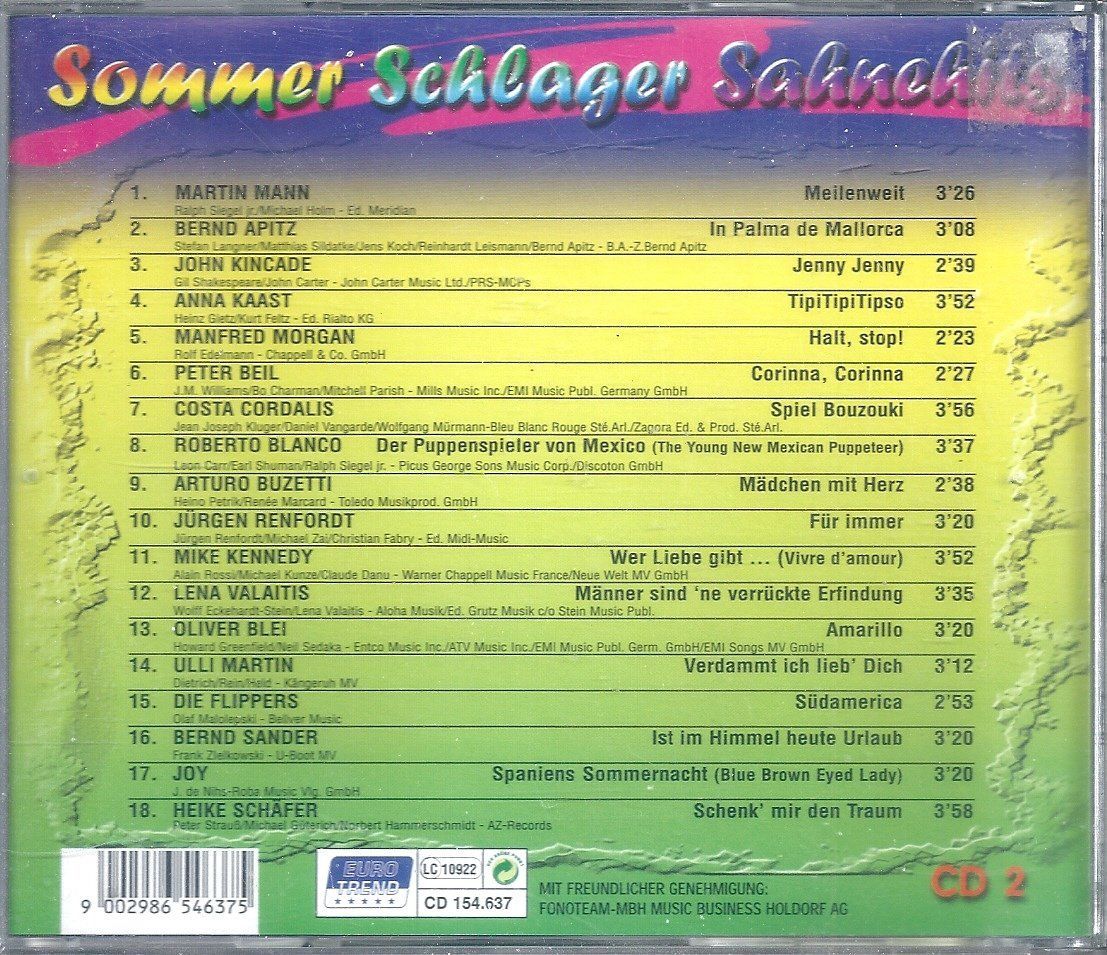 Sommer Schlager Sahnehits
1. MARTIN MANN Meilenweit 3'26
Ralph Siegel jr./Michael Holm - Ed. Meridian
2. BERND APITZ In Palma de Mallorca 3'08
Stefan Langner/Matthias Sildatke/Jens Koch/Reinhardt Leismann/Bernd Apitz - B.A.-Z.Bernd Apitz
3. JOHN KINCADE Jenny Jenny 2'39
Gil Shakespeare/John Carter - John Carter Music Ltd./PRS-MCPs
4. ANNA KAAST TipiTipiTipso 3'52
Heinz Gietz/Kurt Feltz - Ed. Rialto KG
5. MANFRED MORGAN Halt, stop! 2'23
Rolf Edelmann - Chappell & Co. GmbH
6. PETER BEIL Corinna, Corinna 2'27
J.M. Williams/Bo Charman/Mitchell Parish - Mills Music Inc./EMI Music Publ. Germany GmbH
7. COSTA CORDALIS Spiel Bouzouki 3'56
Jean Joseph Kluger/Daniel Vangarde/Wolfgang Mürmann-Bleu Blanc Rouge Sté.Arl./Zagora Ed. & Prod. Sté.Arl.
8. ROBERTO BLANCO Der Puppenspieler von Mexico (The Young New Mexican Puppeteer) 3'37
Leon Carr/Earl Shuman/Ralph Siegel jr. - Picus George Sons Music Corp./Discoton GmbH
9. ARTURO BUZETTI Mädchen mit Herz 2'38
Heino Petrik/Renée Marcard - Toledo Musikprod. GmbH
10. JÜRGEN RENFORDT Für immer 3'20
Jürgen Renfordt/Michael Zai/Christian Fabry - Ed. Midi-Music
11. MIKE KENNEDY Wer Liebe gibt ... (Vivre d'amour) 3'52
Alain Rossi/Michael Kunze/Claude Danu - Warner Chappell Music France/Neue Welt MV GmbH
12. LENA VALAITIS Männer sind 'ne verrückte Erfindung 3'35
Wolff Eckehardt-Stein/Lena Valaitis - Aloha Musik/Ed. Grutz Musik c/o Stein Music Publ.
13. OLIVER BLEI Amarillo 3'20
Howard Greenfield/Neil Sedaka - Entco Music Inc./ATV Music Inc./EMI Music Publ. Germ. GmbH/EMI Songs MV GmbH
14. ULLI MARTIN Verdammt ich lieb' Dich 3'12
Dietrich/Rain/Held - Kängeruh MV
15. DIE FLIPPERS Südamerica 2'53
Olaf Malolepski - Bellver Music
16. BERND SANDER Ist im Himmel heute Urlaub 3'20
Frank Zielkowski - U-Boot MV
17. JOY Spaniens Sommernacht (Blue Brown Eyed Lady) 3'20
J. de Nihs-Roba Music Vlg. GmbH
18. HEIKE SCHÄFER Schenk' mir den Traum 3'58
Peter Strauß/Michael Güterich/Norbert Hammerschmidt - AZ-Records
CD 2
9 002986 546375
EURO TREND
LC 10922
CD 154.637
MIT FREUNDLICHER GENEHMIGUNG:
FONOTEAM-MBH MUSIC BUSINESS HOLDORF AG